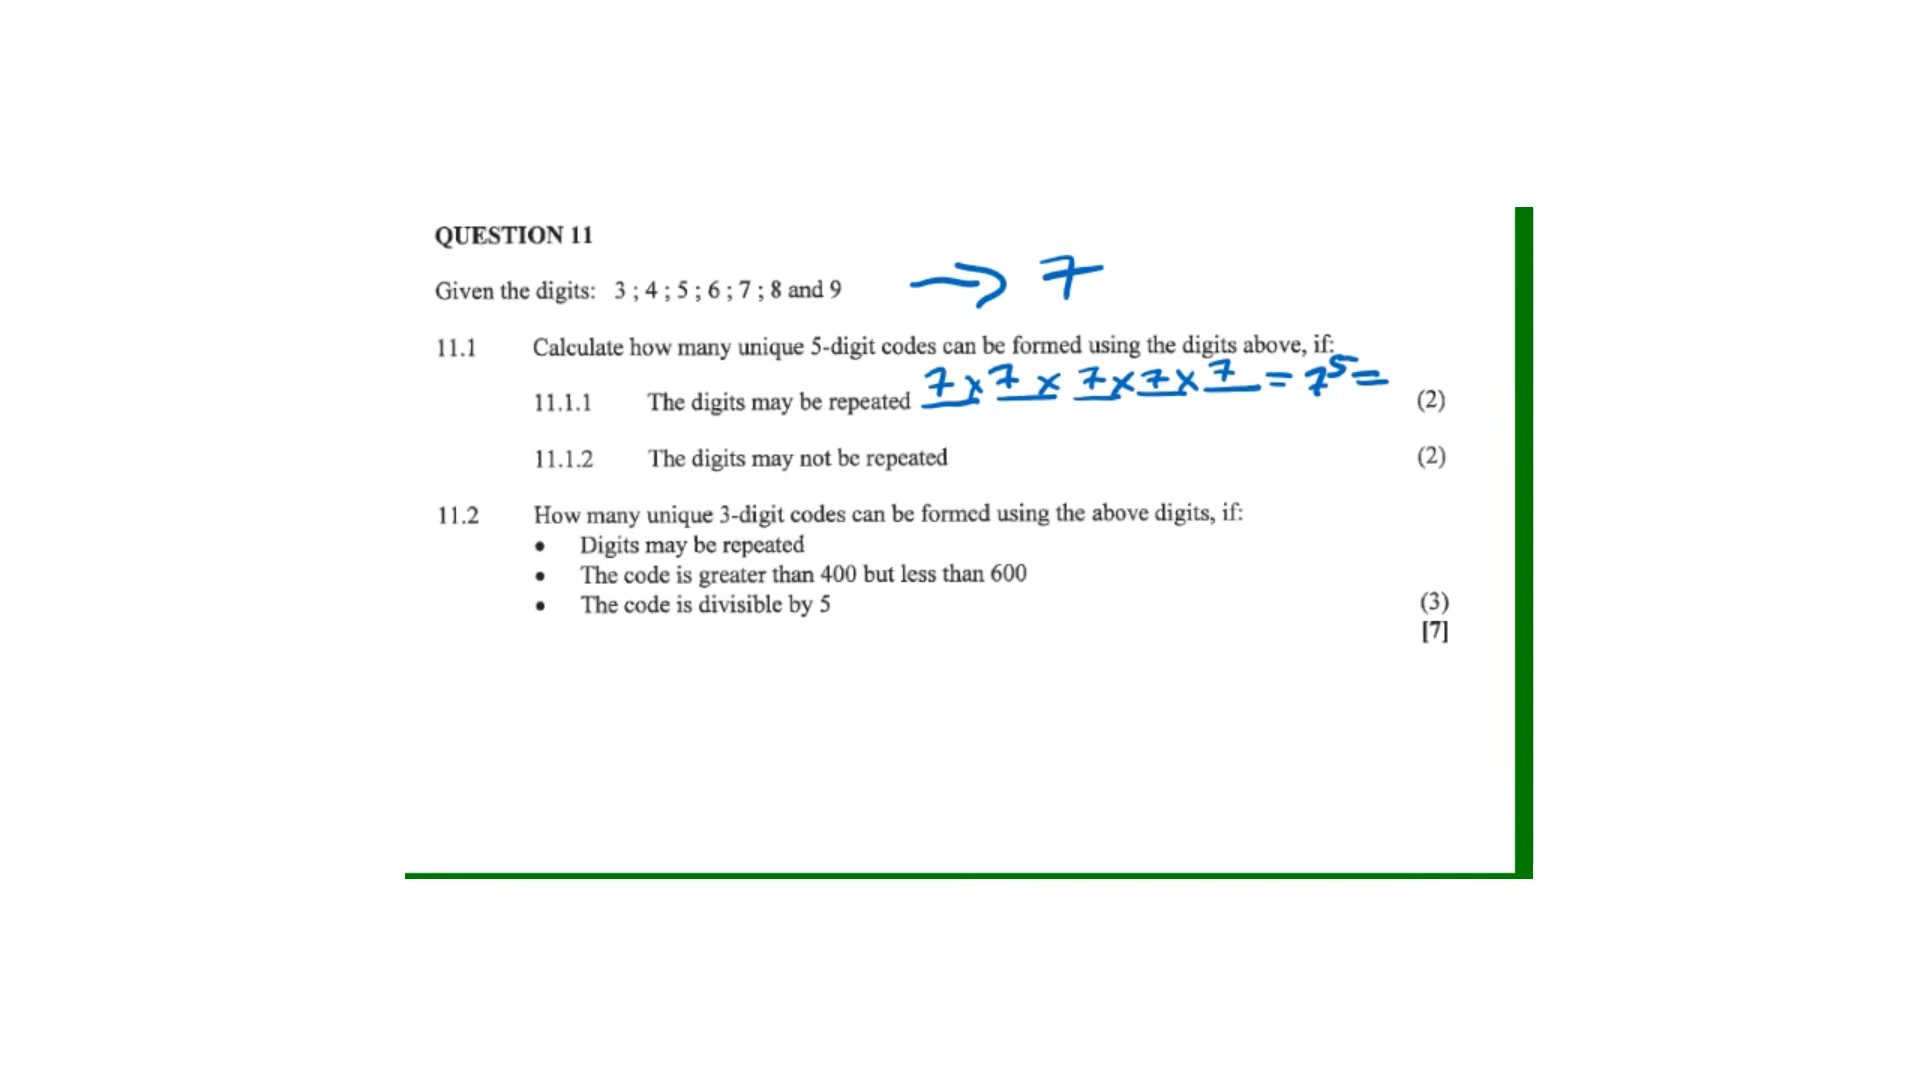 QUESTION 11
Given the digits: 3 ; 4 ; 5 ; 6 ; 7 ; 8 and 9 → 7
11.1 Calculate how many unique 5-digit codes can be formed using the digits above, if:
7 × 7 × 7 × 7 × 7 = 7⁵ =
11.1.1 The digits may be repeated (2)
11.1.2 The digits may not be repeated (2)
11.2 How many unique 3-digit codes can be formed using the above digits, if:
• Digits may be repeated
• The code is greater than 400 but less than 600
• The code is divisible by 5 (3)
[7]